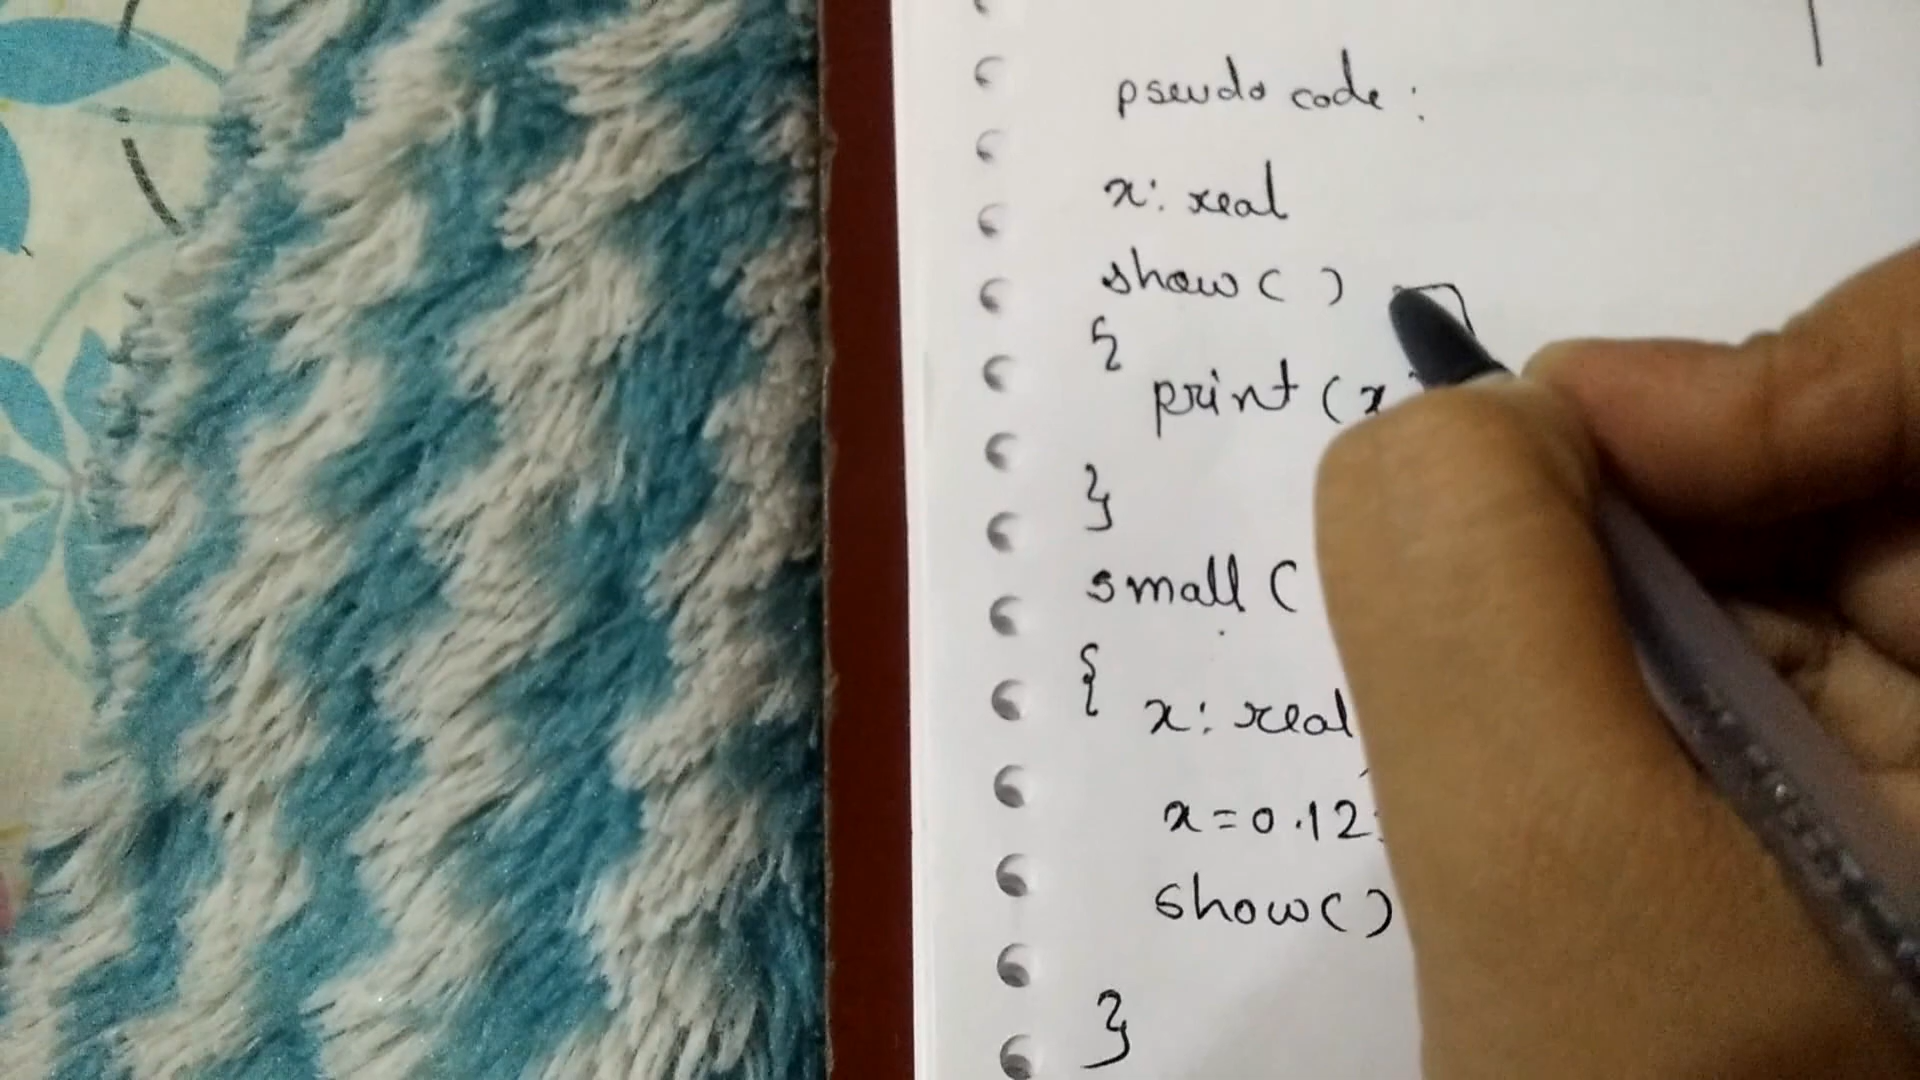 pseudo code :
x: real
show ( )
{
print (x
}
small (
{
x: real
x = 0.12
show ( )
}